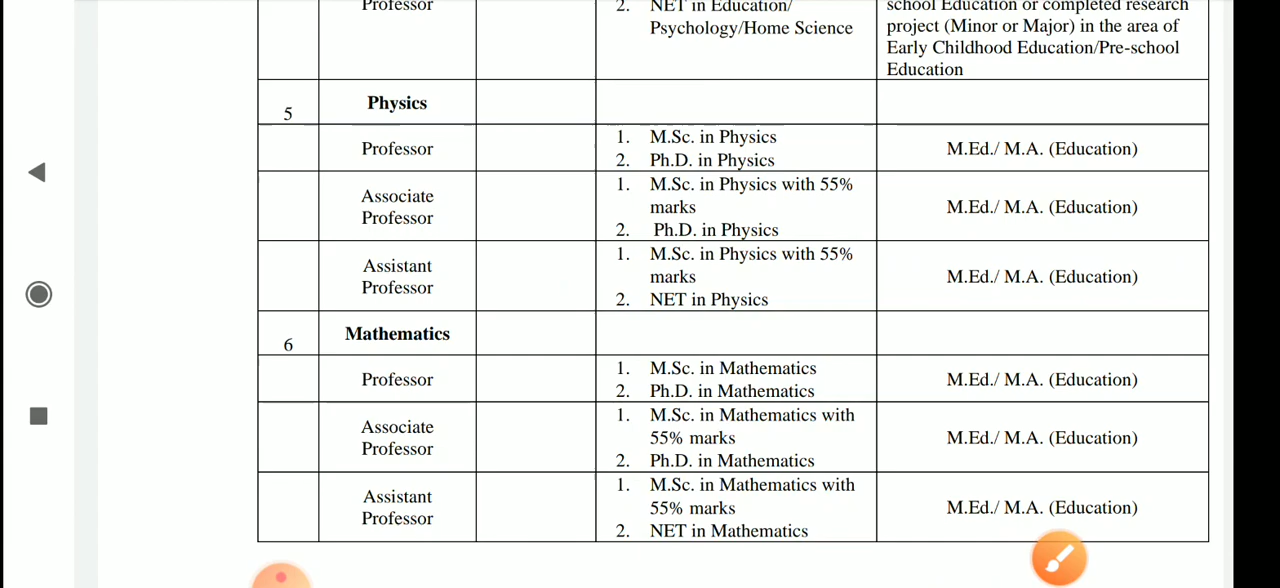 Professor
2. NET in Education/
Psychology/Home Science
school Education or completed research
project (Minor or Major) in the area of
Early Childhood Education/Pre-school
Education
5
Physics
Professor
1. M.Sc. in Physics
2. Ph.D. in Physics
M.Ed./ M.A. (Education)
Associate
Professor
1. M.Sc. in Physics with 55%
marks
2. Ph.D. in Physics
M.Ed./ M.A. (Education)
Assistant
Professor
1. M.Sc. in Physics with 55%
marks
2. NET in Physics
M.Ed./ M.A. (Education)
6
Mathematics
Professor
1. M.Sc. in Mathematics
2. Ph.D. in Mathematics
M.Ed./ M.A. (Education)
Associate
Professor
1. M.Sc. in Mathematics with
55% marks
2. Ph.D. in Mathematics
M.Ed./ M.A. (Education)
Assistant
Professor
1. M.Sc. in Mathematics with
55% marks
2. NET in Mathematics
M.Ed./ M.A. (Education)